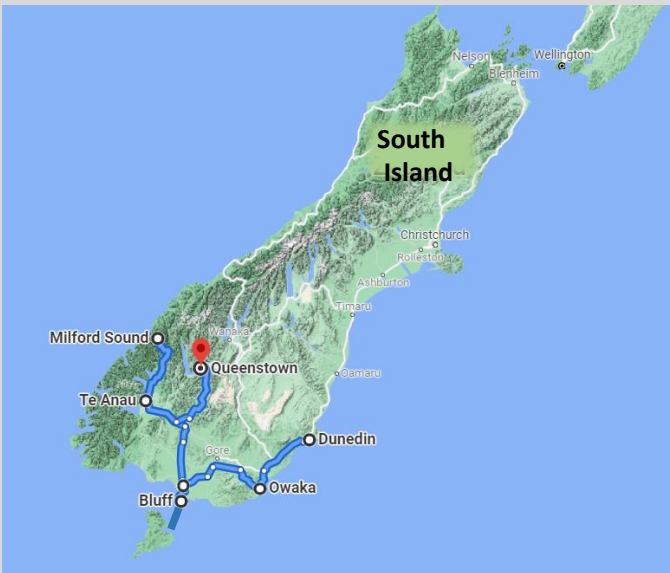 Nelson
Wellington
Blenheim
South
Island
Christchurch
Rolleston
Ashburton
Timaru
Milford Sound
Wanaka
Queenstown
Oamaru
Te Anau
Dunedin
Gore
Owaka
Bluff